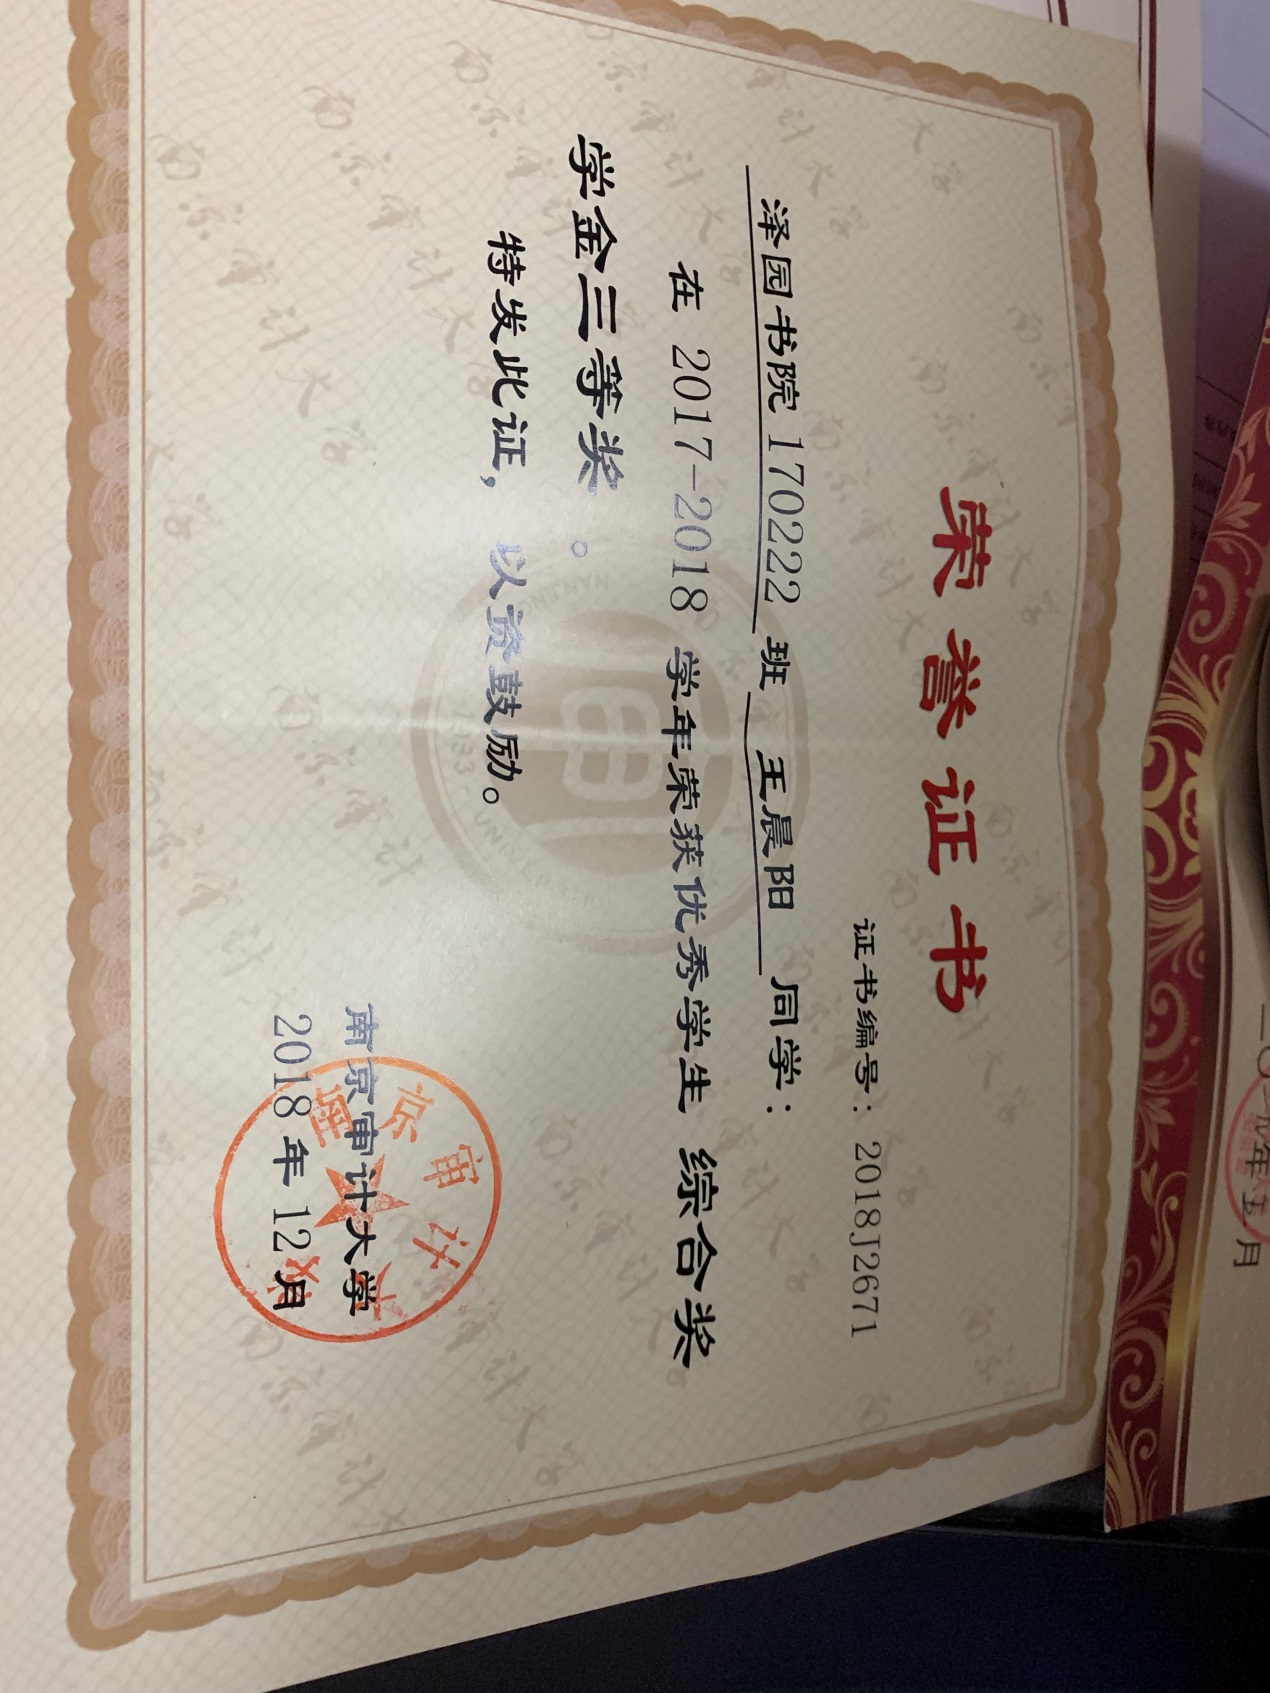 荣誉证书
证书编号：2018J2671
泽园书院 170222 班 王晨阳 同学：
在 2017-2018 学年荣获优秀学生 综合奖
学金三等奖 。
特发此证，以资鼓励。
南京审计大学
2018 年 12 月